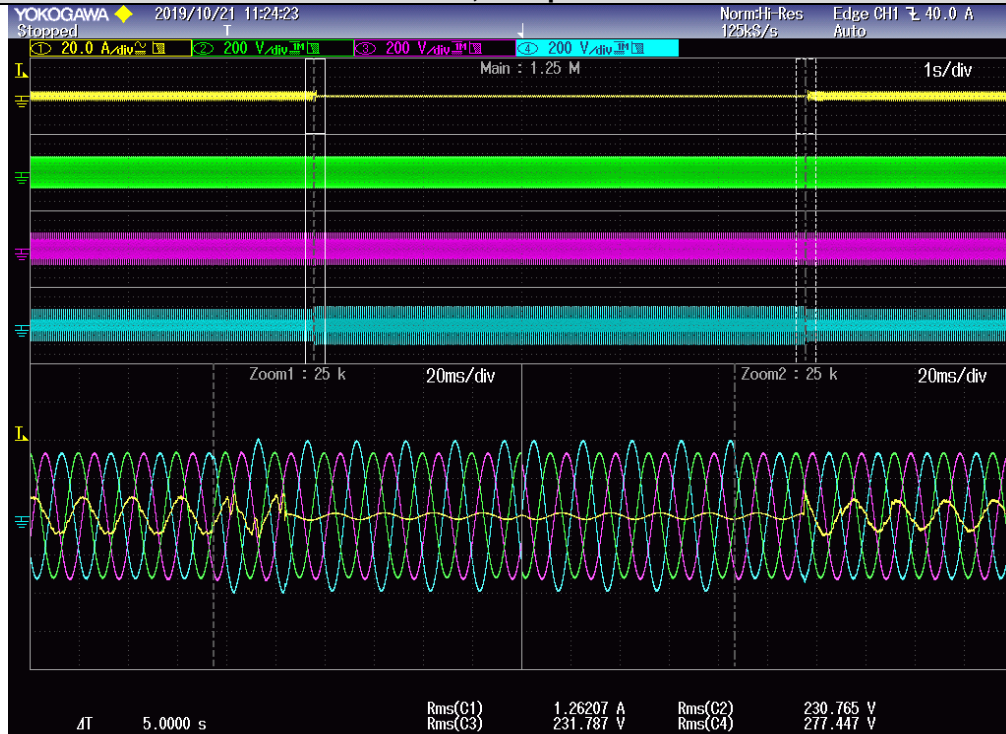 YOKOGAWA 2019/10/21 11:24:23 Norm:Hi-Res Edge CH1 40.0 A
Stopped 125kS/s Auto
T
1 20.0 A/div 2 200 V/div 1M 3 200 V/div 1M 4 200 V/div 1M
Main : 1.25 M 1s/div
T
Zoom1 : 25 k 20ms/div Zoom2 : 25 k 20ms/div
T
Rms(C1) 1.26207 A Rms(C2) 230.765 V
ΔT 5.0000 s Rms(C3) 231.787 V Rms(C4) 277.447 V